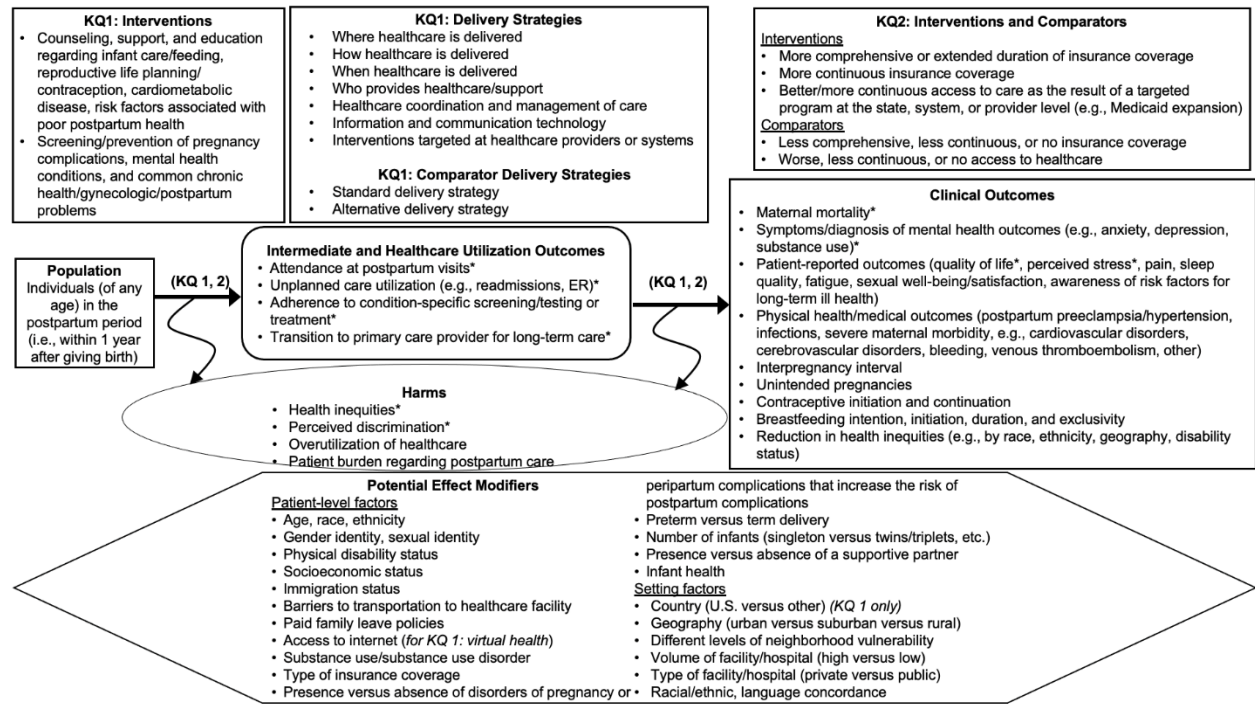 KQ1: Interventions
• Counseling, support, and education
regarding infant care/feeding,
reproductive life planning/
contraception, cardiometabolic
disease, risk factors associated with
poor postpartum health
• Screening/prevention of pregnancy
complications, mental health
conditions, and common chronic
health/gynecologic/postpartum
problems
KQ1: Delivery Strategies
• Where healthcare is delivered
• How healthcare is delivered
• When healthcare is delivered
• Who provides healthcare/support
• Healthcare coordination and management of care
• Information and communication technology
• Interventions targeted at healthcare providers or systems
KQ1: Comparator Delivery Strategies
• Standard delivery strategy
• Alternative delivery strategy
KQ2: Interventions and Comparators
Interventions
• More comprehensive or extended duration of insurance coverage
• More continuous insurance coverage
• Better/more continuous access to care as the result of a targeted
program at the state, system, or provider level (e.g., Medicaid expansion)
Comparators
• Less comprehensive, less continuous, or no insurance coverage
• Worse, less continuous, or no access to healthcare
Population
Individuals (of any
age) in the
postpartum period
(i.e., within 1 year
after giving birth)
(KQ 1, 2)
Intermediate and Healthcare Utilization Outcomes
• Attendance at postpartum visits*
• Unplanned care utilization (e.g., readmissions, ER)*
• Adherence to condition-specific screening/testing or
treatment*
• Transition to primary care provider for long-term care*
(KQ 1, 2)
Clinical Outcomes
• Maternal mortality*
• Symptoms/diagnosis of mental health outcomes (e.g., anxiety, depression,
substance use)*
• Patient-reported outcomes (quality of life*, perceived stress*, pain, sleep
quality, fatigue, sexual well-being/satisfaction, awareness of risk factors for
long-term ill health)
• Physical health/medical outcomes (postpartum preeclampsia/hypertension,
infections, severe maternal morbidity, e.g., cardiovascular disorders,
cerebrovascular disorders, bleeding, venous thromboembolism, other)
• Interpregnancy interval
• Unintended pregnancies
• Contraceptive initiation and continuation
• Breastfeeding intention, initiation, duration, and exclusivity
• Reduction in health inequities (e.g., by race, ethnicity, geography, disability
status)
Harms
• Health inequities*
• Perceived discrimination*
• Overutilization of healthcare
• Patient burden regarding postpartum care
Potential Effect Modifiers
Patient-level factors
• Age, race, ethnicity
• Gender identity, sexual identity
• Physical disability status
• Socioeconomic status
• Immigration status
• Barriers to transportation to healthcare facility
• Paid family leave policies
• Access to internet (for KQ 1: virtual health)
• Substance use/substance use disorder
• Type of insurance coverage
• Presence versus absence of disorders of pregnancy or
peripartum complications that increase the risk of
postpartum complications
• Preterm versus term delivery
• Number of infants (singleton versus twins/triplets, etc.)
• Presence versus absence of a supportive partner
• Infant health
Setting factors
• Country (U.S. versus other) (KQ 1 only)
• Geography (urban versus suburban versus rural)
• Different levels of neighborhood vulnerability
• Volume of facility/hospital (high versus low)
• Type of facility/hospital (private versus public)
• Racial/ethnic, language concordance